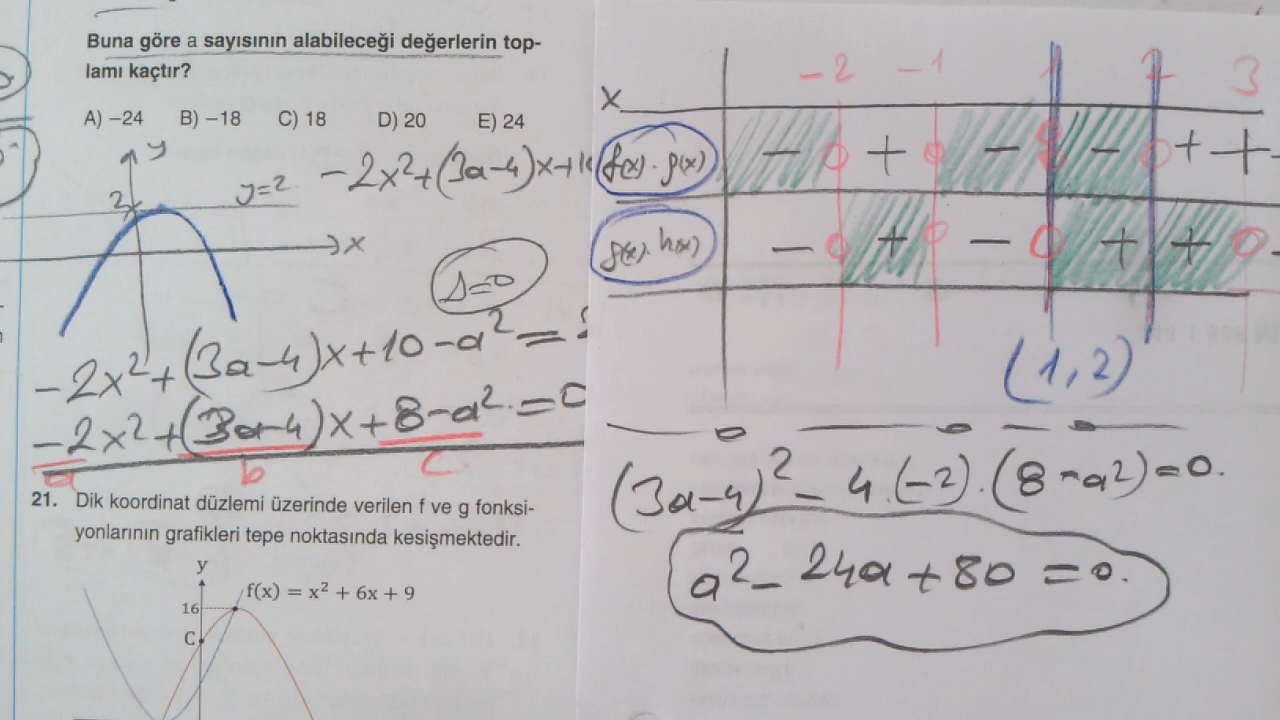 Buna göre a sayısının alabileceği değerlerin top-
lamı kaçtır?
A) −24 B) −18 C) 18 D) 20 E) 24
y
2
y=2
x
-2x²+(3a-4)x+1
Δ=0
-2x²+(3a-4)x+10-a²=
-2x²+(3a-4)x+8-a²=0
a b c
21. Dik koordinat düzlemi üzerinde verilen f ve g fonksi-
yonlarının grafikleri tepe noktasında kesişmektedir.
y
f(x) = x² + 6x + 9
16
C
x -2 -1 1 2 3
f(x).g(x) - + - - + +
f(x).h(x) - + - + + -
(1,2)
(3a-4)²-4.(-2).(8-a²)=0.
a²-24a+80=0.